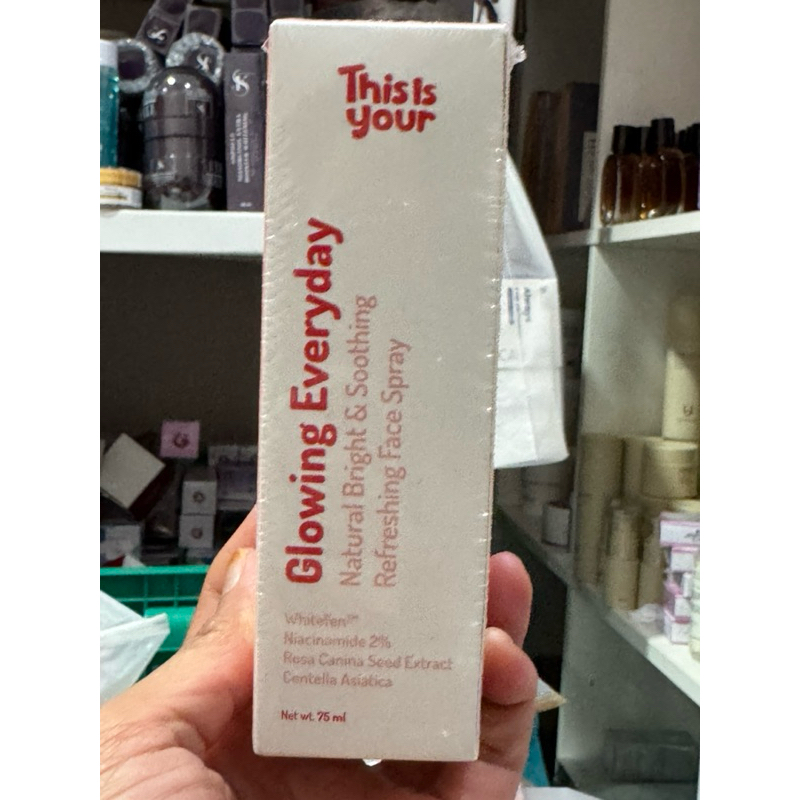 This Is
your
Glowing Everyday
Natural Bright & Soothing
Refreshing Face Spray
WhiteTen™
Niacinamide 2%
Rosa Canina Seed Extract
Centella Asiatica
Net wt. 75 ml